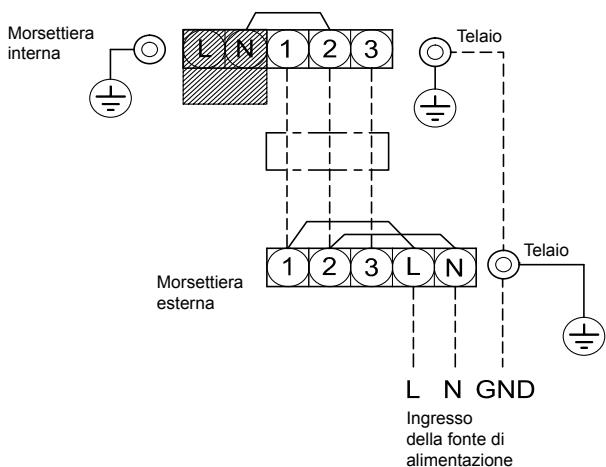 Morsettiera
interna
L N 1 2 3
Telaio
1 2 3 L N
Telaio
Morsettiera
esterna
L N GND
Ingresso
della fonte di
alimentazione